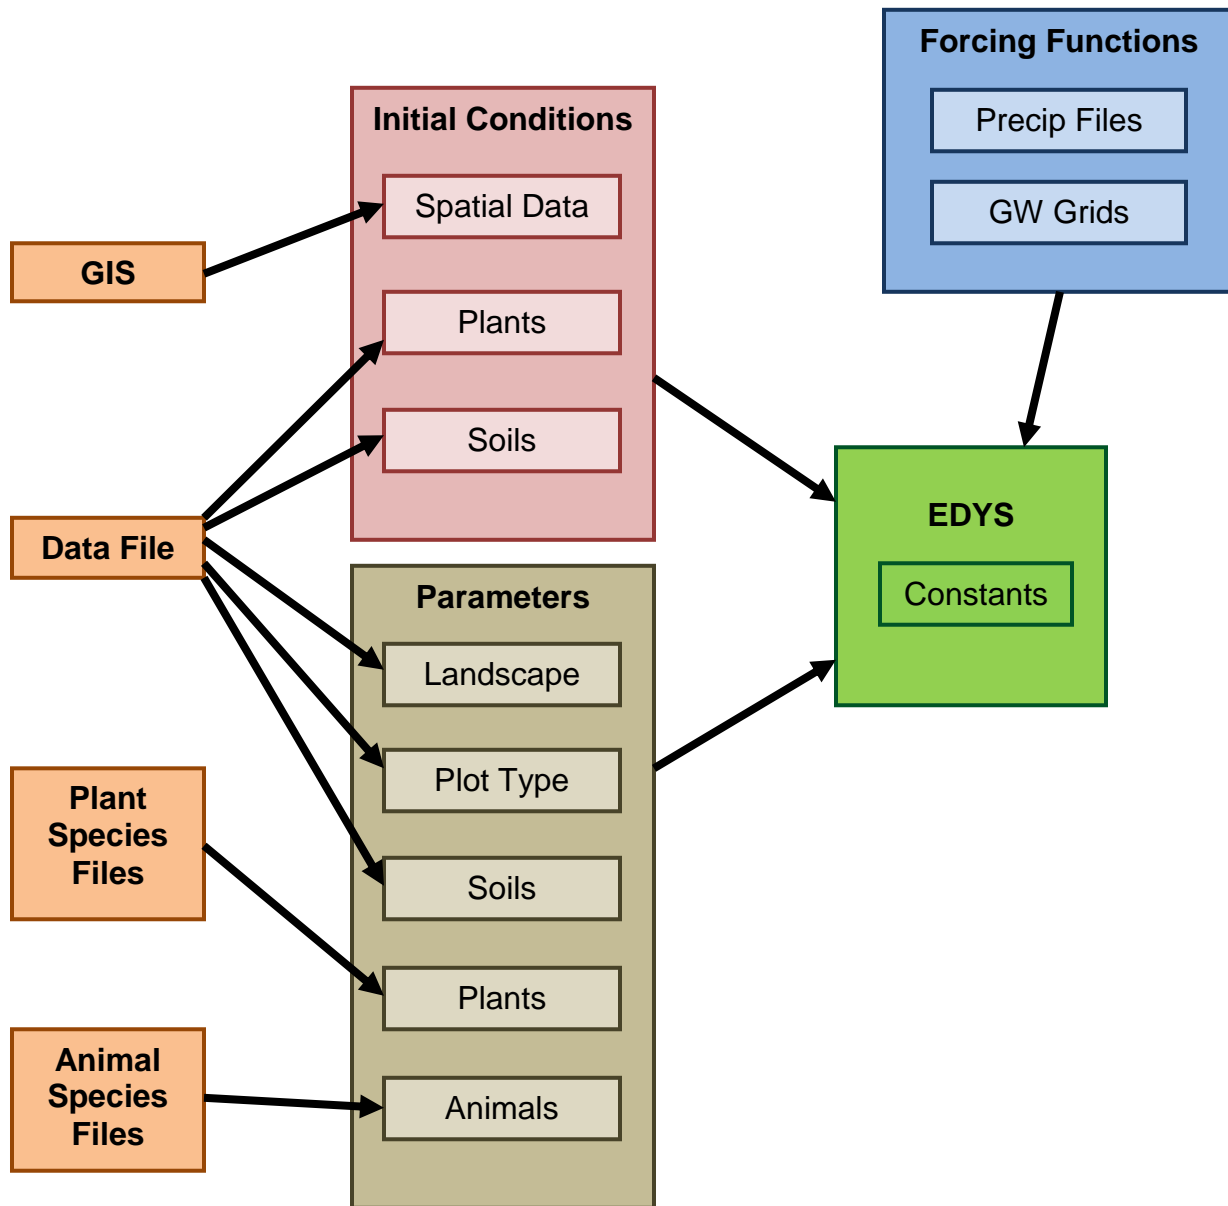 Forcing Functions
Precip Files
GW Grids
Initial Conditions
Spatial Data
Plants
Soils
GIS
Data File
Plant
Species
Files
Animal
Species
Files
Parameters
Landscape
Plot Type
Soils
Plants
Animals
EDYS
Constants